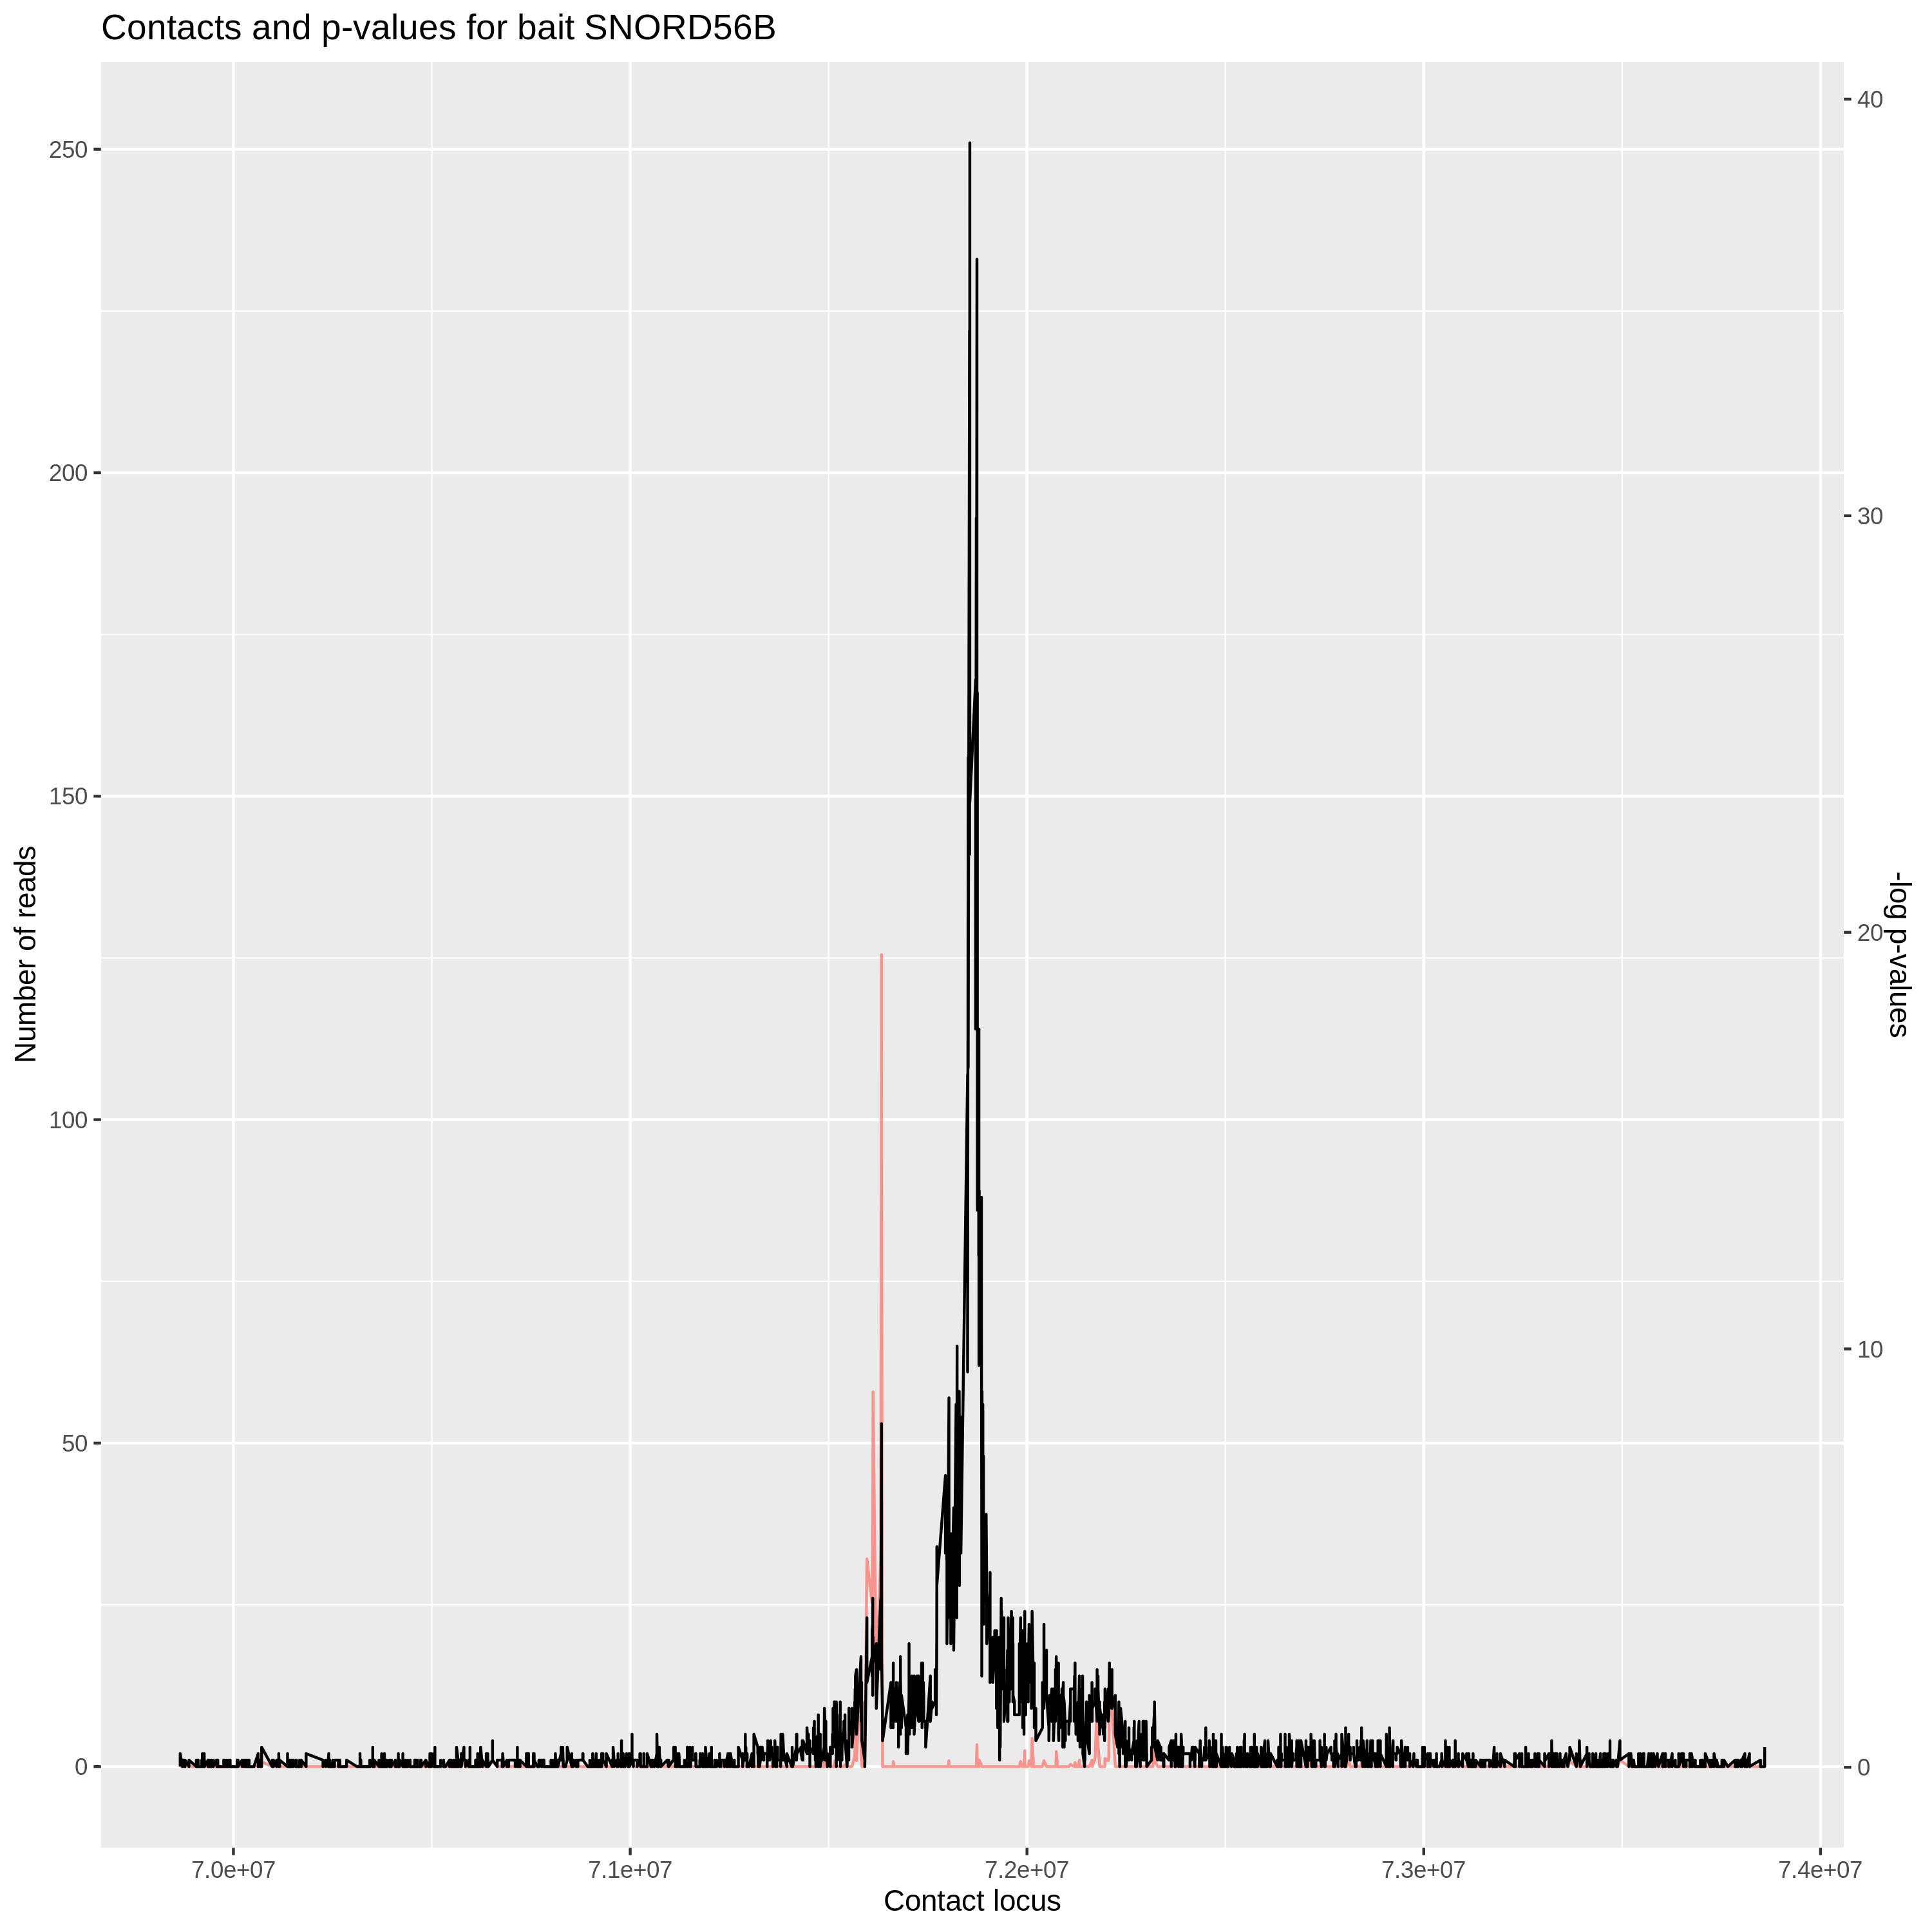 Contacts and p-values for bait SNORD56B
Number of reads
250
200
150
100
50
0
40
30
20
10
0
-log p-values
7.0e+07 7.1e+07 7.2e+07 7.3e+07 7.4e+07
Contact locus